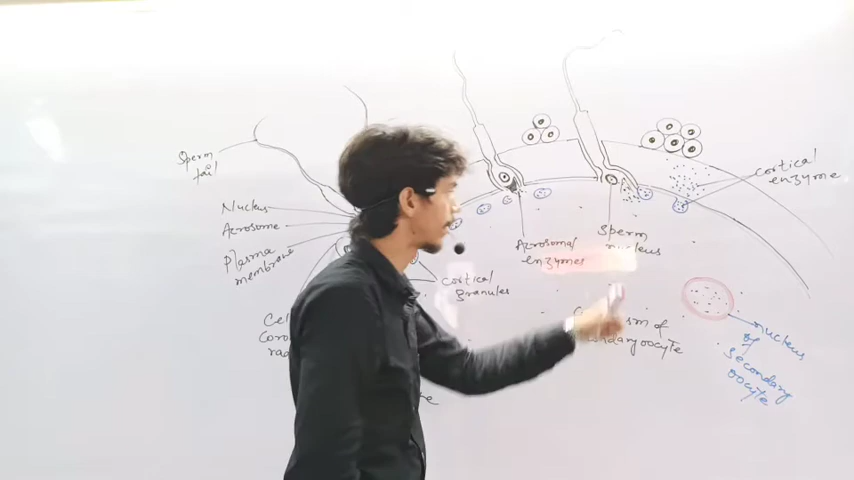 Sperm
tail
Nucleus
Acrosome
Plasma
membrane
Cortical
granules
Acrosomal
enzymes
Sperm
nucleus
cortical
enzyme
of
oocyte
nucleus
of
secondary
oocyte